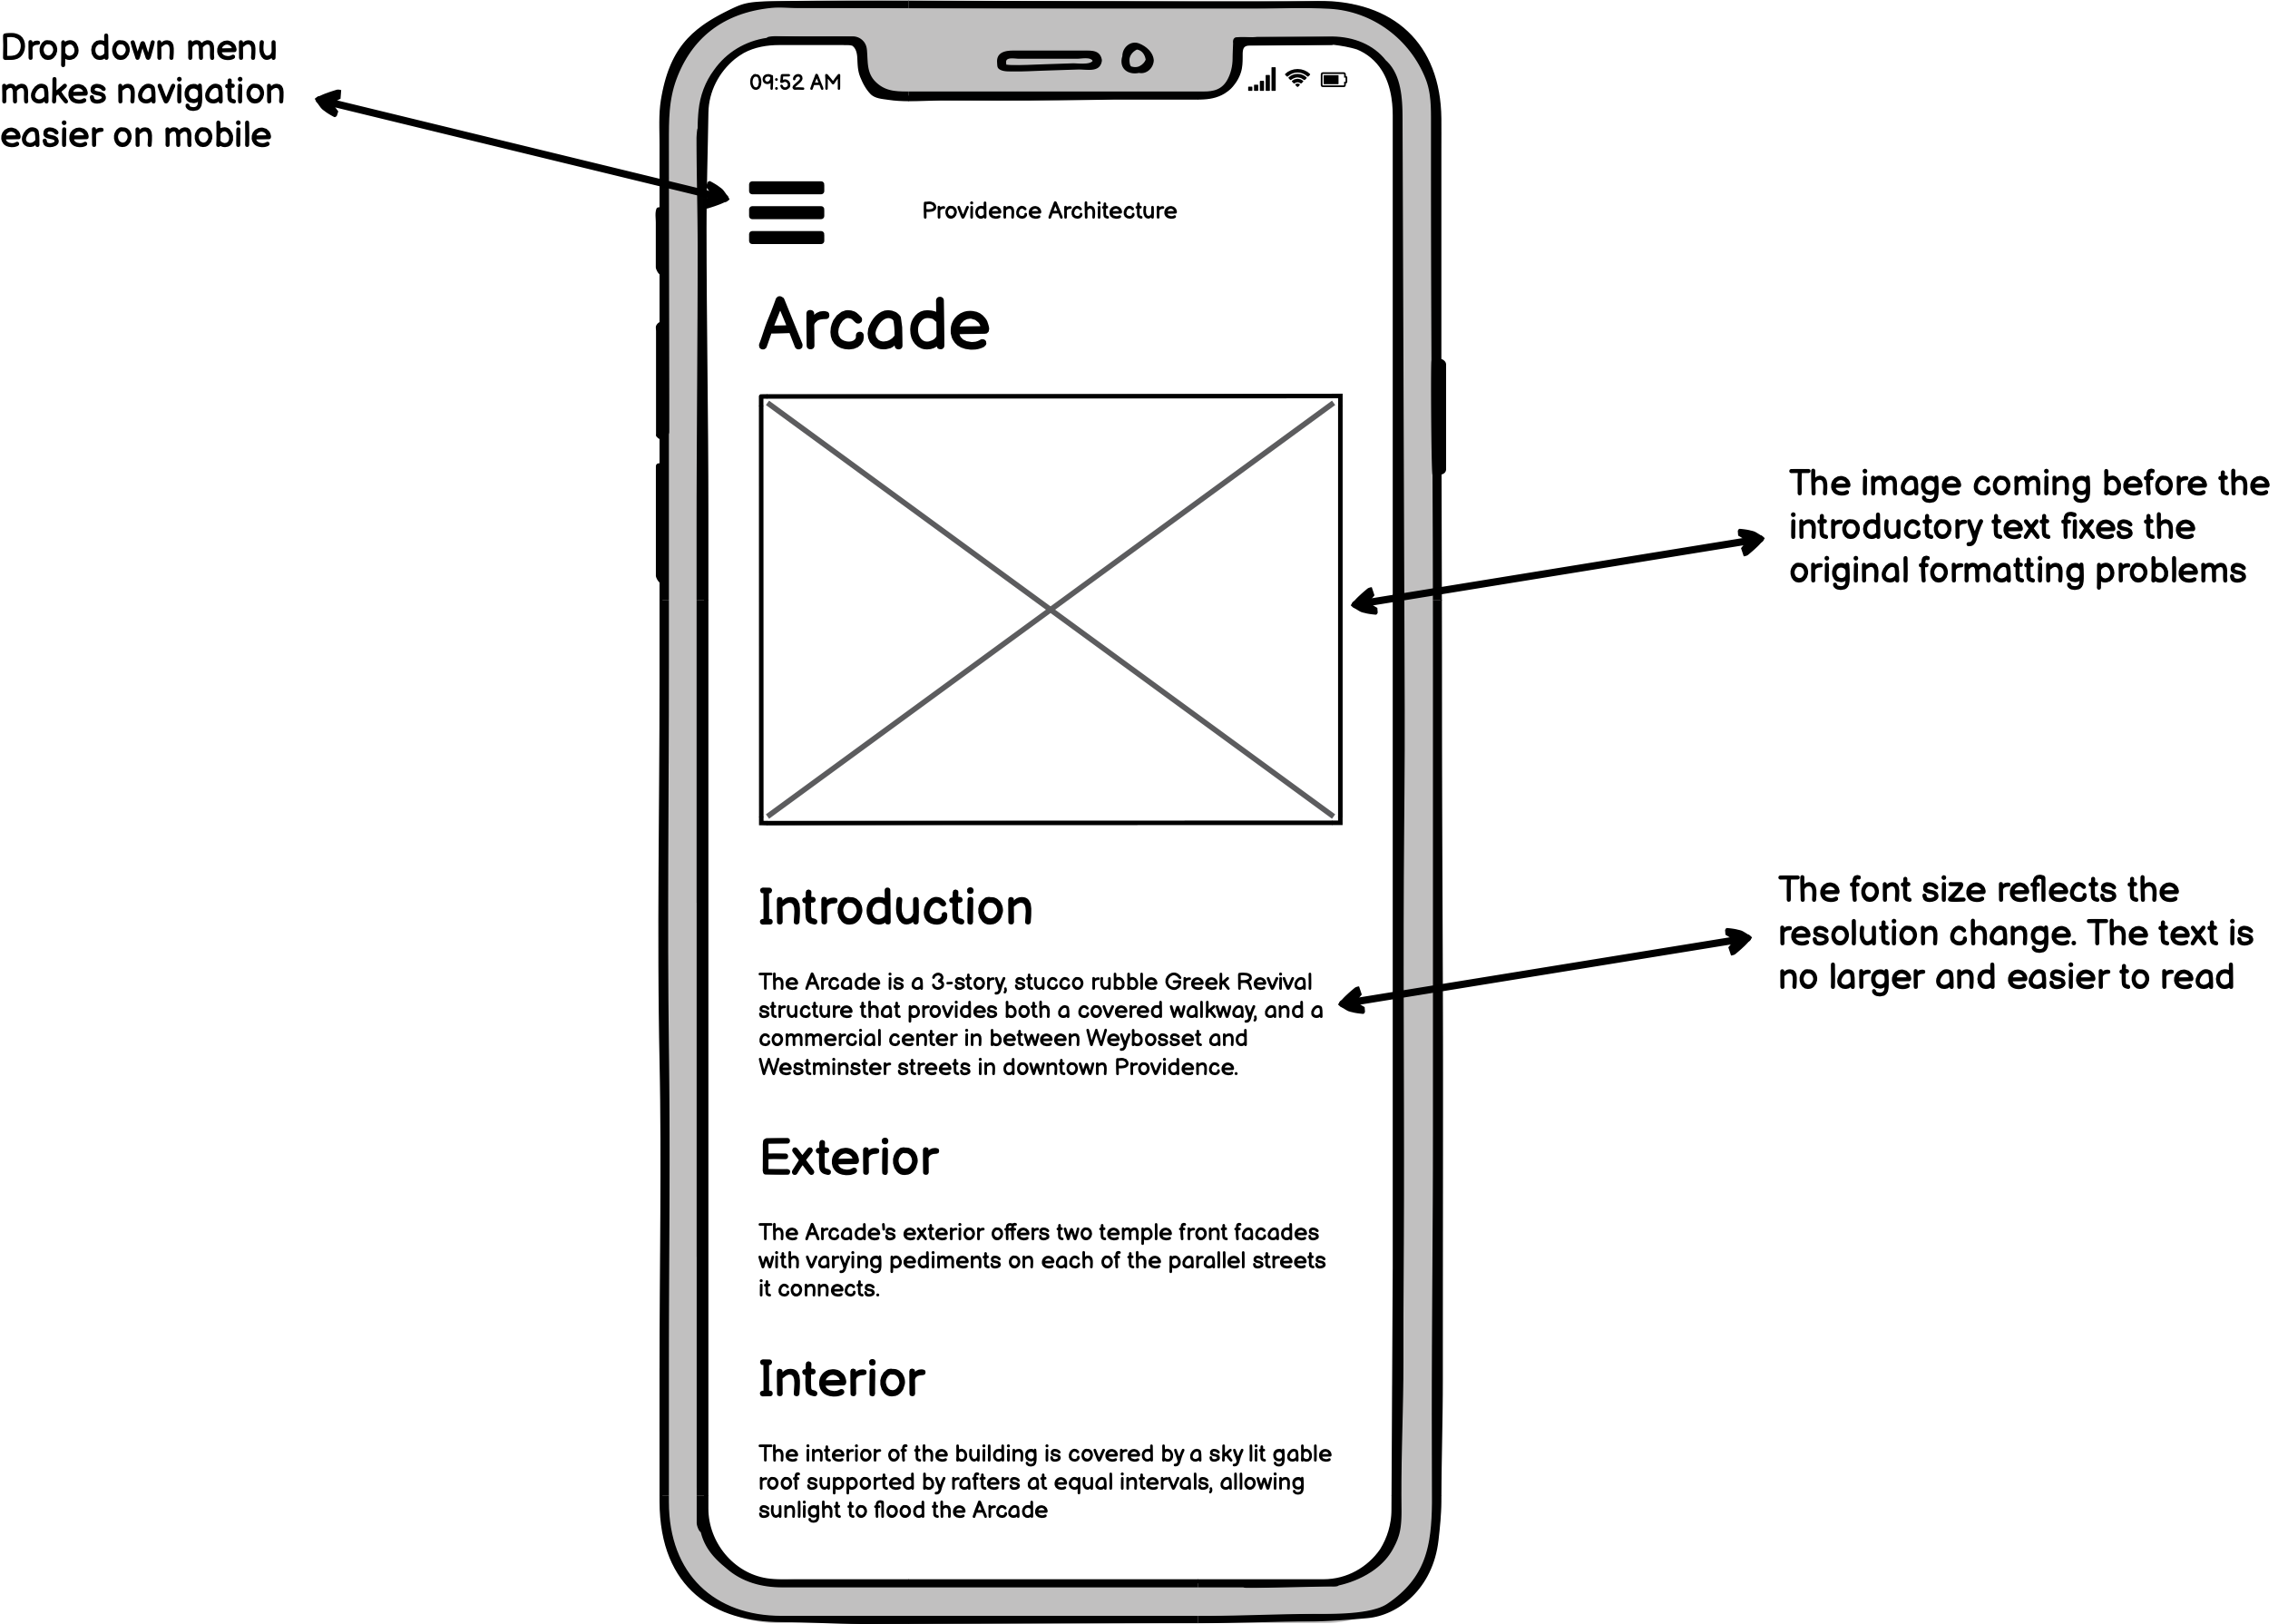 Drop down menu
makes navigation
easier on mobile
09:52 AM
Providence Architecture
Arcade
The image coming before the
introductory text fixes the
original formatting problems
Introduction
The Arcade is a 3-story, stucco rubble Greek Revival
structure that provides both a covered walkway, and a
commercial center in between Weybosset and
Westminster streets in downtown Providence.
The font size reflects the
resolution change. The text is
no larger and easier to read
Exterior
The Arcade's exterior offers two temple front facades
with varying pediments on each of the parallel streets
it connects.
Interior
The interior of the building is covered by a sky lit gable
roof supported by rafters at equal intervals, allowing
sunlight to flood the Arcade